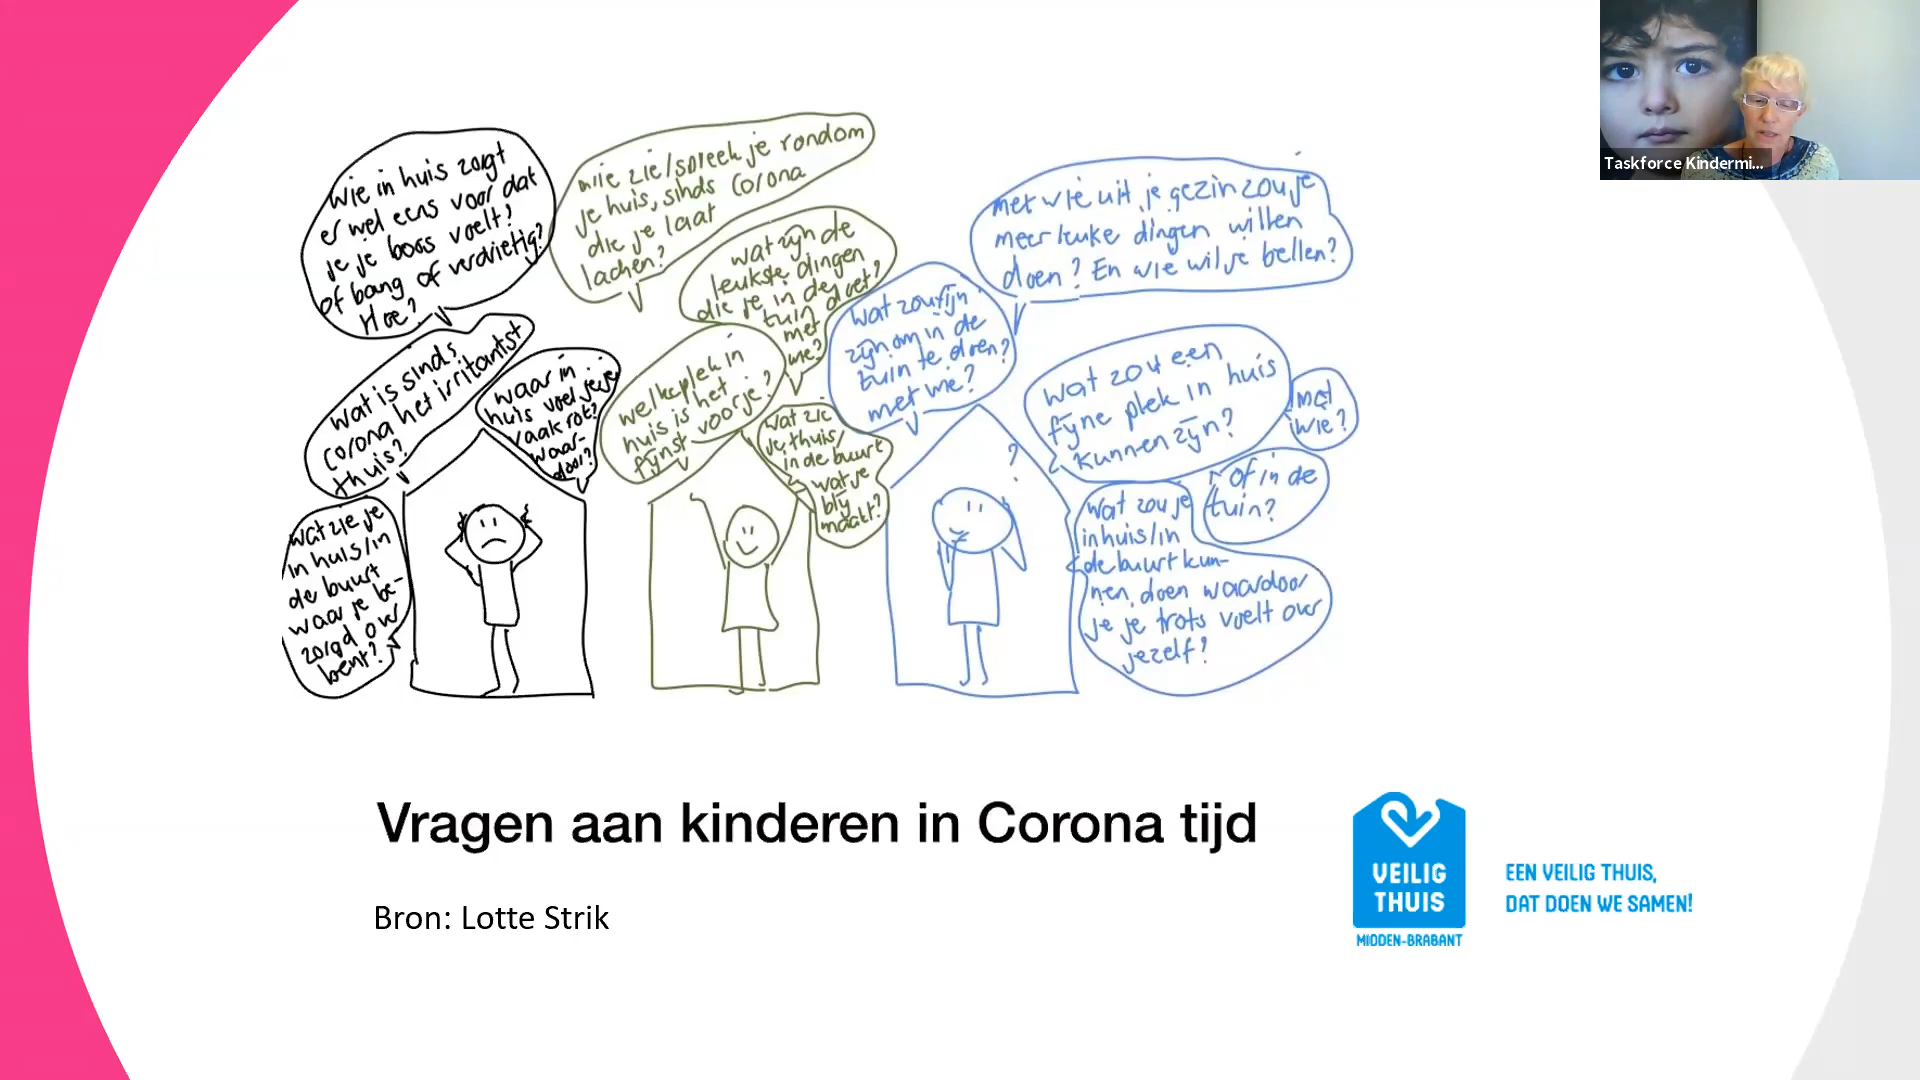 Wie in huis zorgt
er wel eens voor dat
je je boos voelt?
of bang of verdrietig?
Hoe?
wat is sinds
corona het irritantst
thuis?
waar in
huis voel je je
vaak rot?
waar-
door?
wat zie je
in huis/in
de buurt
waar je be-
zorgd over
bent?
wie zie/spreek je rondom
je huis, sinds Corona
die je laat
lachen?
wat zijn de
leukste dingen
die je in de
tuin doet?
met
wie?
welke plek in
huis is het
fijnst voor je?
wat zie
je thuis/
in de buurt
wat je
blij
maakt?
wat zou fijn
zijn om in de
tuin te doen?
met wie?
met wie uit je gezin zou je
meer leuke dingen willen
doen? En wie wil je bellen?
wat zou een
fijne plek in huis
kunnen zijn?
met
wie?
of in de
tuin?
wat zou je
in huis/in
de buurt kun-
nen doen waardoor
je je trots voelt over
jezelf?
?
Vragen aan kinderen in Corona tijd
Bron: Lotte Strik
VEILIG
THUIS
MIDDEN-BRABANT
EEN VEILIG THUIS,
DAT DOEN WE SAMEN!
Taskforce Kindermi...